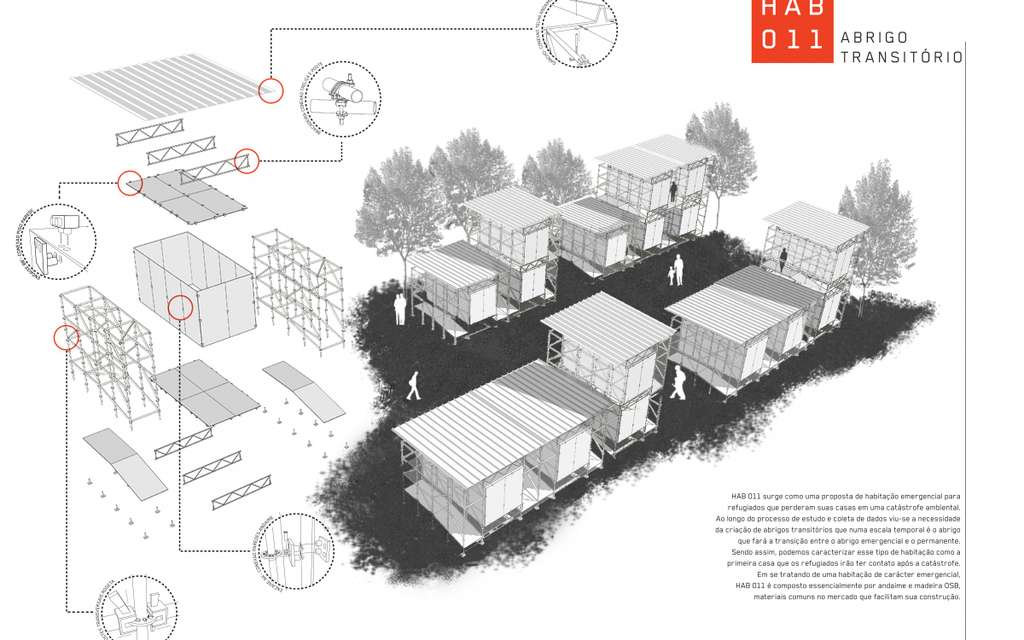 HAB
011
ABRIGO
TRANSITÓRIO
HAB 011 surge como uma proposta de habitação emergencial para
refugiados que perderam suas casas em uma catástrofe ambiental.
Ao longo do processo de estudo e coleta de dados viu-se a necessidade
da criação de abrigos transitórios que numa escala temporal é o abrigo
que fará a transição entre o abrigo emergencial e o permanente.
Sendo assim, podemos caracterizar esse tipo de habitação como a
primeira casa que os refugiados irão ter contato após a catástrofe.
Em se tratando de uma habitação de carácter emergencial,
HAB 011 é composto essencialmente por andaime e madeira OSB,
materiais comuns no mercado que facilitam sua construção.